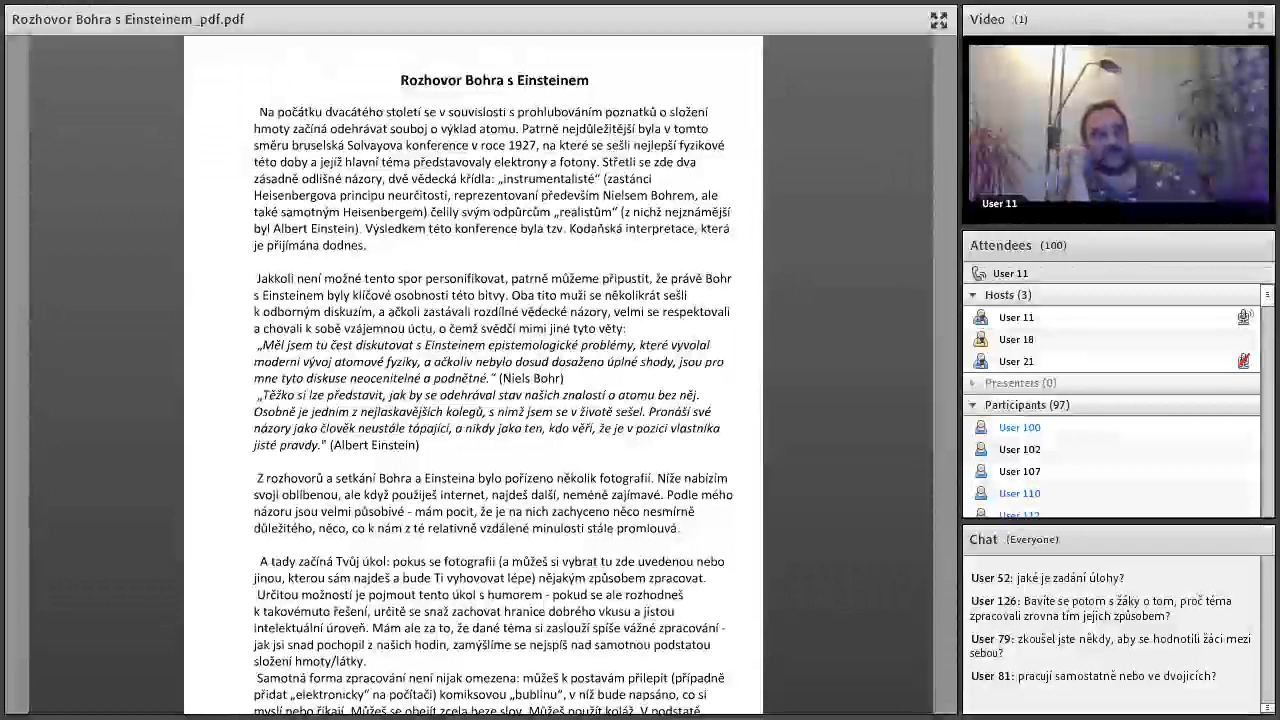 Rozhovor Bohra s Einsteinem_pdf.pdf
Rozhovor Bohra s Einsteinem
Na počátku dvacátého století se v souvislosti s prohlubováním poznatků o složení
hmoty začíná odehrávat souboj o výklad atomu. Patrně nejdůležitější byla v tomto
směru bruselská Solvayova konference v roce 1927, na které se sešli nejlepší fyzikové
této doby a jejíž hlavní téma představovaly elektrony a fotony. Střetli se zde dva
zásadně odlišné názory, dvě vědecká křídla: „instrumentalisté“ (zastánci
Heisenbergova principu neurčitosti, reprezentovaní především Nielsem Bohrem, ale
také samotným Heisenbergem) čelily svým odpůrcům „realistům“ (z nichž nejznámější
byl Albert Einstein). Výsledkem této konference byla tzv. Kodaňská interpretace, která
je přijímána dodnes.
Jakkoli není možné tento spor personifikovat, patrně můžeme připustit, že právě Bohr
s Einsteinem byly klíčové osobnosti této bitvy. Oba tito muži se několikrát sešli
k odborným diskuzím, a ačkoli zastávali rozdílné vědecké názory, velmi se respektovali
a chovali k sobě vzájemnou úctu, o čemž svědčí mimi jiné tyto věty:
„Měl jsem tu čest diskutovat s Einsteinem epistemologické problémy, které vyvolal
moderní vývoj atomové fyziky, a ačkoliv nebylo dosud dosaženo úplné shody, jsou pro
mne tyto diskuse neocenitelné a podnětné.“ (Niels Bohr)
„Těžko si lze představit, jak by se odehrával stav našich znalostí o atomu bez něj.
Osobně je jedním z nejlaskavějších kolegů, s nímž jsem se v životě sešel. Pronáší své
názory jako člověk neustále tápající, a nikdy jako ten, kdo věří, že je v pozici vlastníka
jisté pravdy." (Albert Einstein)
Z rozhovorů a setkání Bohra a Einsteina bylo pořízeno několik fotografií. Níže nabízím
svoji oblíbenou, ale když použiješ internet, najdeš další, neméně zajímavé. Podle mého
názoru jsou velmi působivé - mám pocit, že je na nich zachyceno něco nesmírně
důležitého, něco, co k nám z té relativně vzdálené minulosti stále promlouvá.
A tady začíná Tvůj úkol: pokus se fotografii (a můžeš si vybrat tu zde uvedenou nebo
jinou, kterou sám najdeš a bude Ti vyhovovat lépe) nějakým způsobem zpracovat.
Určitou možností je pojmout tento úkol s humorem - pokud se ale rozhodneš
k takovémuto řešení, určitě se snaž zachovat hranice dobrého vkusu a jistou
intelektuální úroveň. Mám ale za to, že dané téma si zaslouží spíše vážné zpracování -
jak jsi snad pochopil z našich hodin, zamýšlíme se nejspíš nad samotnou podstatou
složení hmoty/látky.
Samotná forma zpracování není nijak omezena: můžeš k postavám přilepit (případně
přidat „elektronicky“ na počítači) komiksovou „bublinu“, v níž bude napsáno, co si
myslí nebo říkají. Můžeš se obejít zcela beze slov. Můžeš použít koláž. V podstatě
Video (1)
User 11
Attendees (100)
User 11
Hosts (3)
User 11
User 18
User 21
Presenters (0)
Participants (97)
User 100
User 102
User 107
User 110
User 112
Chat (Everyone)
User 52: jaké je zadání úlohy?
User 126: Bavíte se potom s žáky o tom, proč téma
zpracovali zrovna tím jejich způsobem?
User 79: zkoušel jste někdy, aby se hodnotili žáci mezi
sebou?
User 81: pracují samostatně nebo ve dvojicích?